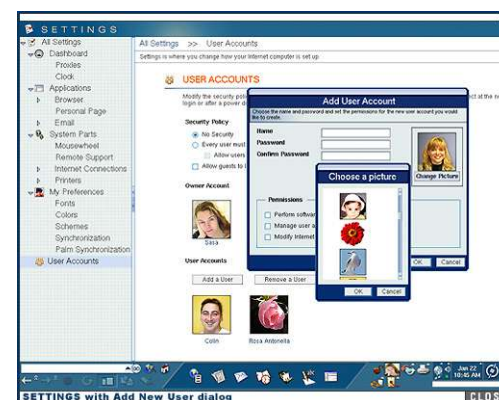 SETTINGS
All Settings
Dashboard
Proxies
Clock
Applications
Browser
Personal Page
Email
System Parts
Mousewheel
Remote Support
Internet Connections
Printers
My Preferences
Fonts
Colors
Schemes
Synchronization
Palm Synchronization
User Accounts
All Settings >> User Accounts
Settings is where you change how your Internet computer is set up
USER ACCOUNTS
Modify the security
login or after a power
Security Policy
No Security
Every user must
Allow users
Allow guests to
Owner Account
Sasa
User Accounts
Add a User
Remove a User
Colin
Rosa Antonella
Add User Account
Choose the name and password and set the permissions for the new user account you would
like to create.
Name
Password
Confirm Password
Change Picture
Permissions
Perform
Manage user
Modify Internet
OK
Cancel
Choose a picture
OK
Cancel
Jan 22
10:45 AM
SETTINGS with Add New User dialog